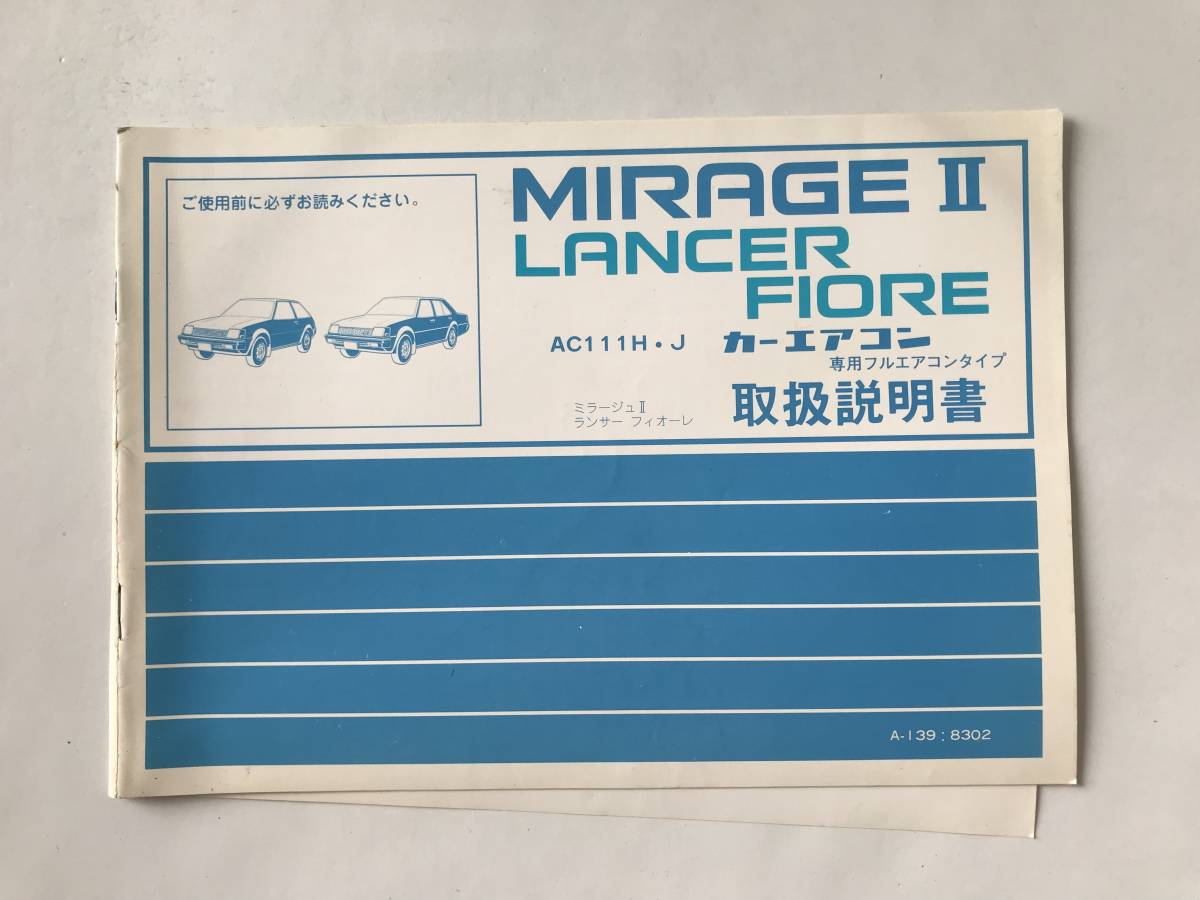 ご使用前に必ずお読みください。
MIRAGE II
LANCER
FIORE
AC111H・J カーエアコン
専用フルエアコンタイプ
ミラージュII
ランサー フィオーレ
取扱説明書
A-139:8302